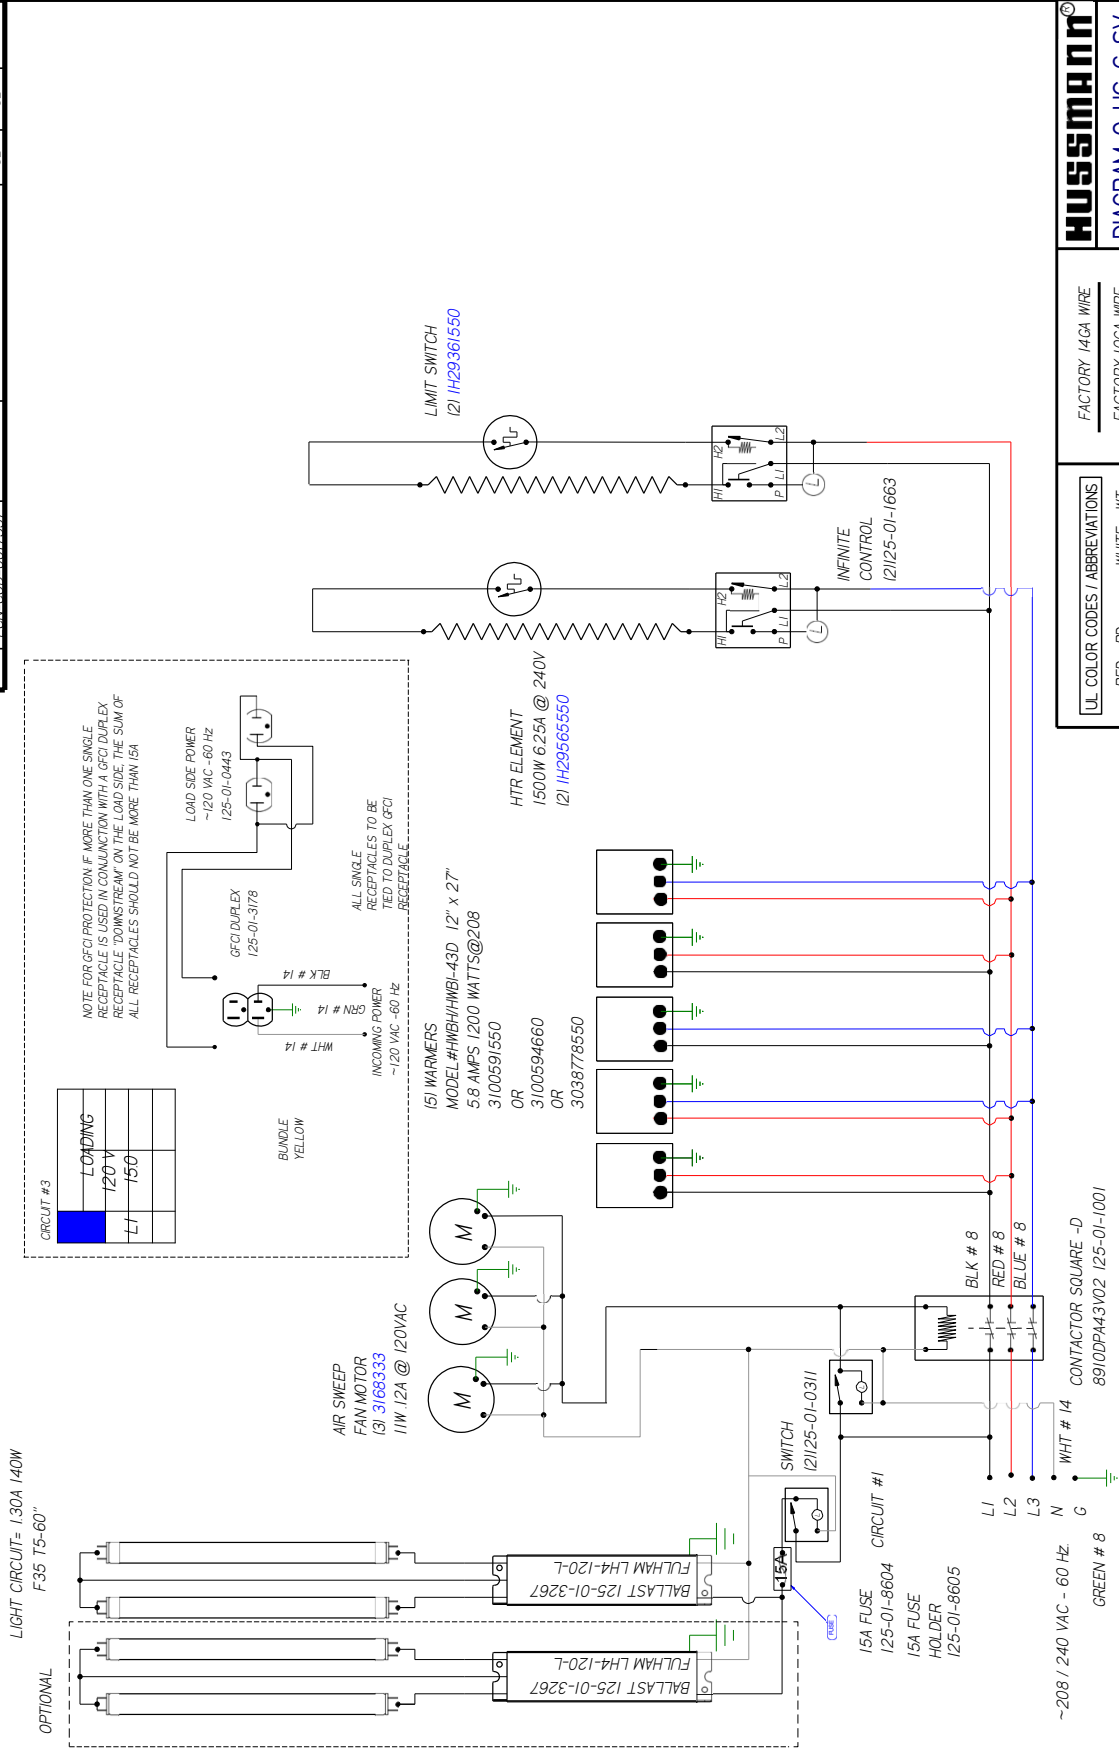 HUSSMANN®
FACTORY 14GA WIRE
UL COLOR CODES / ABBREVIATIONS
NOTE FOR GFCI PROTECTION IF MORE THAN ONE SINGLE
RECEPTACLE IS USED IN CONJUNCTION WITH A GFCI DUPLEX
RECEPTACLE "DOWNSTREAM" ON THE LOAD SIDE, THE SUM OF
ALL RECEPTACLES SHOULD NOT BE MORE THAN 15A
CIRCUIT #3
LOADING
120 V
L1 15.0
LOAD SIDE POWER
~120 VAC -60 Hz
125-01-0443
GFCI DUPLEX
125-01-3178
BLK # 14
GRN # 14
WHT # 14
INCOMING POWER
~120 VAC -60 Hz
BUNDLE
YELLOW
ALL SINGLE
RECEPTACLES TO BE
TIED TO DUPLEX GFCI
RECEPTACLE
LIMIT SWITCH
(2) 1H29361550
HTR ELEMENT
1500W 6.25A @ 240V
(2) 1H29565550
H1 H2
P L1 L2
L
H1 H2
P L1 L2
L
INFINITE
CONTROL
(2)125-01-1663
(5) WARMERS
MODEL#HWBH/HWBI-43D 12" x 27"
5.8 AMPS 1200 WATTS@208
3100591550
OR
3100594660
OR
3038778550
AIR SWEEP
FAN MOTOR
(3) 3168333
11W .12A @ 120VAC
M
M
M
LIGHT CIRCUIT= 1.30A 140W
F35 T5-60"
OPTIONAL
BALLAST 125-01-3267
FULHAM LH4-120-L
BALLAST 125-01-3267
FULHAM LH4-120-L
15A
FUSE
SWITCH
(2)125-01-0311
L
L
15A FUSE
125-01-8604
15A FUSE
HOLDER
125-01-8605
CIRCUIT #1
BLK # 8
RED # 8
BLUE # 8
CONTACTOR SQUARE -D
8910DPA43V02 125-01-1001
L1
L2
L3
N
G
WHT # 14
~208 / 240 VAC - 60 Hz.
GREEN # 8